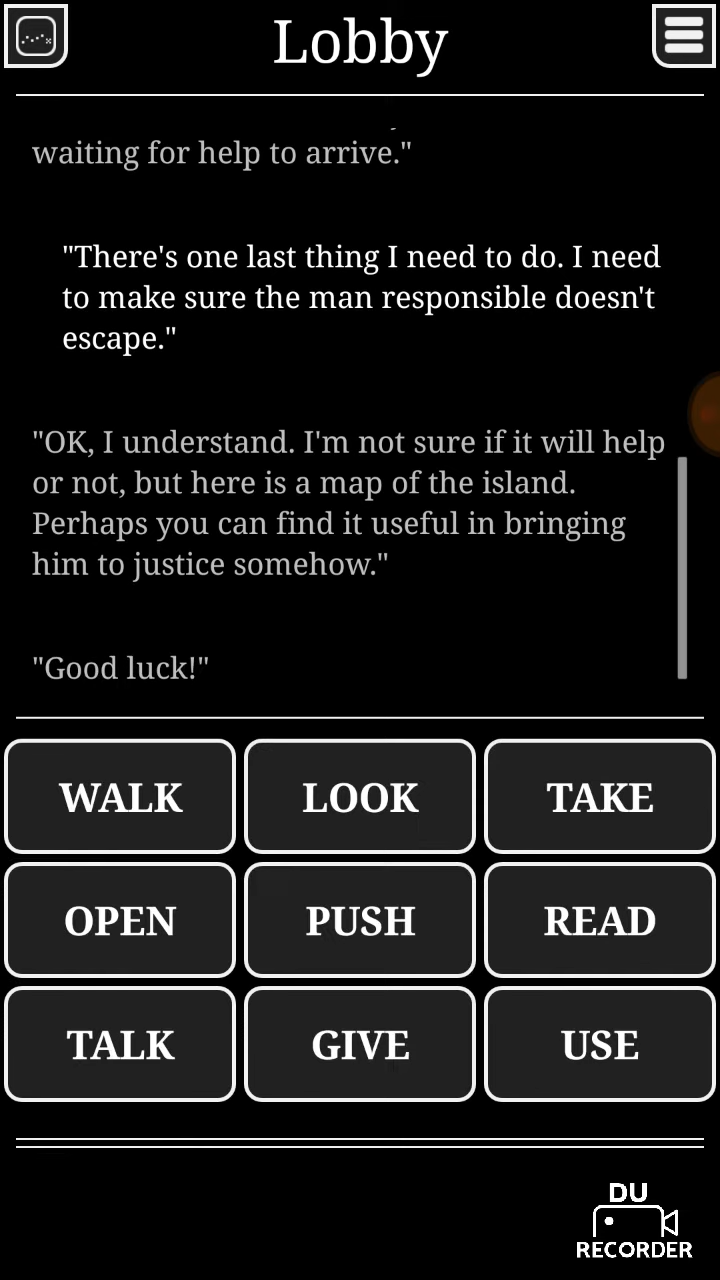 Lobby
waiting for help to arrive."
"There's one last thing I need to do. I need
to make sure the man responsible doesn't
escape."
"OK, I understand. I'm not sure if it will help
or not, but here is a map of the island.
Perhaps you can find it useful in bringing
him to justice somehow."
"Good luck!"
WALK
LOOK
TAKE
OPEN
PUSH
READ
TALK
GIVE
USE
DU
RECORDER